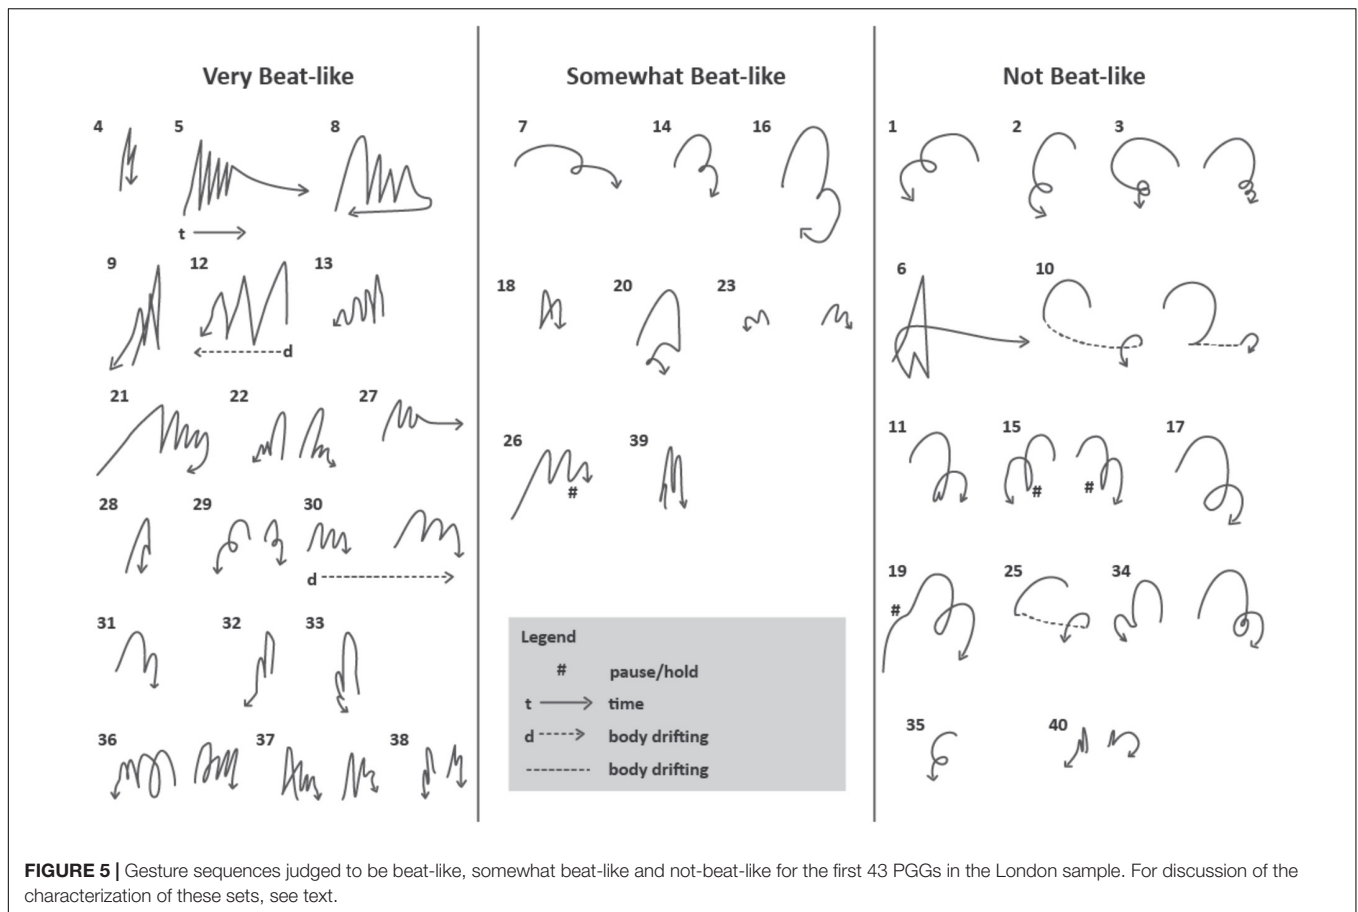 Very Beat-like
Somewhat Beat-like
Not Beat-like
4 5 8
t
9 12 13
d
21 22 27
28 29 30
d
31 32 33
36 37 38
7 14 16
18 20 23
26 39
#
Legend
# pause/hold
t time
d body drifting
body drifting
1 2 3
6 10
11 15 17
# #
19 25 34
#
35 40
FIGURE 5 | Gesture sequences judged to be beat-like, somewhat beat-like and not-beat-like for the first 43 PGGs in the London sample. For discussion of the
characterization of these sets, see text.